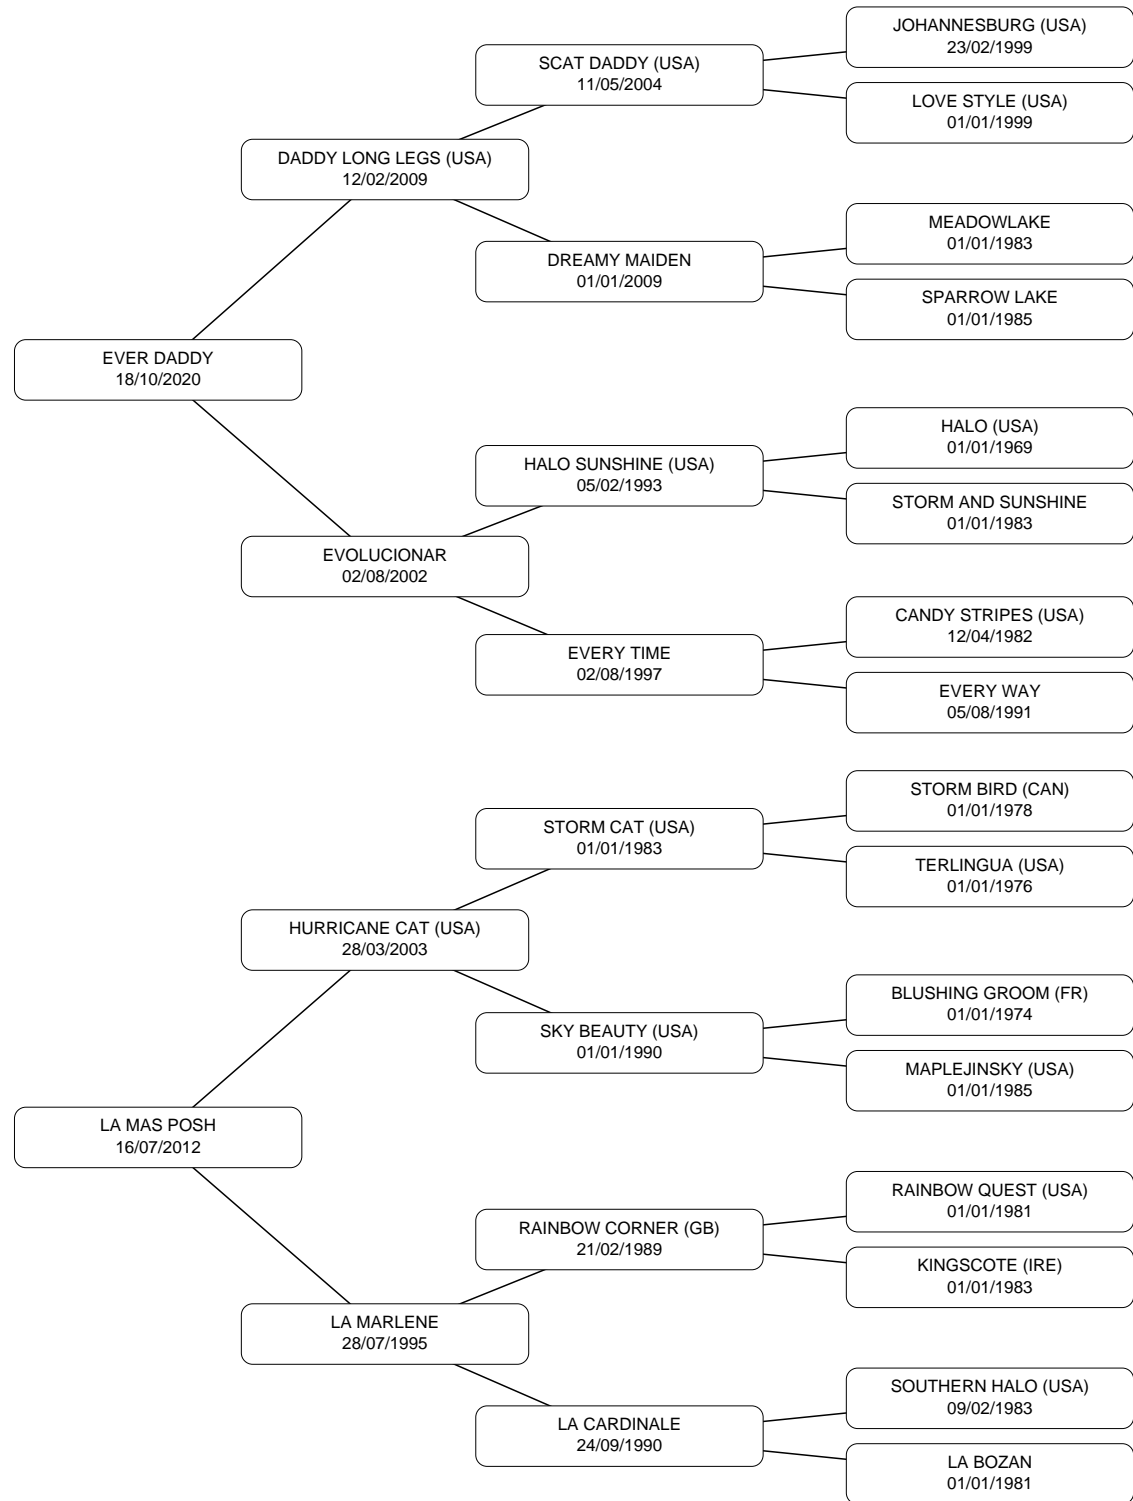 JOHANNESBURG (USA)
23/02/1999
SCAT DADDY (USA)
11/05/2004
LOVE STYLE (USA)
01/01/1999
DADDY LONG LEGS (USA)
12/02/2009
MEADOWLAKE
01/01/1983
DREAMY MAIDEN
01/01/2009
SPARROW LAKE
01/01/1985
EVER DADDY
18/10/2020
HALO (USA)
01/01/1969
HALO SUNSHINE (USA)
05/02/1993
STORM AND SUNSHINE
01/01/1983
EVOLUCIONAR
02/08/2002
CANDY STRIPES (USA)
12/04/1982
EVERY TIME
02/08/1997
EVERY WAY
05/08/1991
STORM BIRD (CAN)
01/01/1978
STORM CAT (USA)
01/01/1983
TERLINGUA (USA)
01/01/1976
HURRICANE CAT (USA)
28/03/2003
BLUSHING GROOM (FR)
01/01/1974
SKY BEAUTY (USA)
01/01/1990
MAPLEJINSKY (USA)
01/01/1985
LA MAS POSH
16/07/2012
RAINBOW QUEST (USA)
01/01/1981
RAINBOW CORNER (GB)
21/02/1989
KINGSCOTE (IRE)
01/01/1983
LA MARLENE
28/07/1995
SOUTHERN HALO (USA)
09/02/1983
LA CARDINALE
24/09/1990
LA BOZAN
01/01/1981